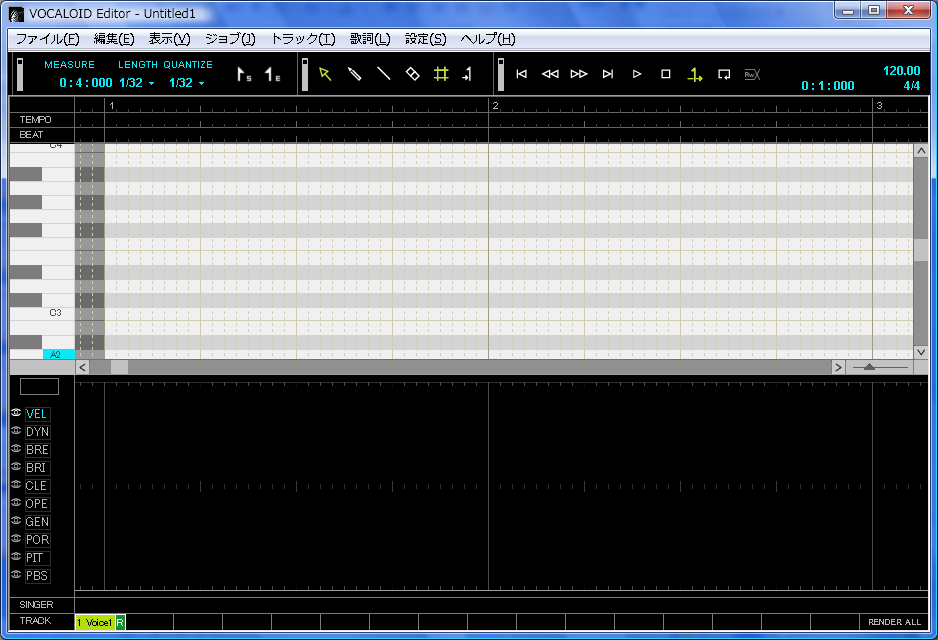 VOCALOID Editor - Untitled1
ファイル(F) 編集(E) 表示(V) ジョブ(J) トラック(T) 歌詞(L) 設定(S) ヘルプ(H)
MEASURE LENGTH QUANTIZE
0:4:000 1/32 1/32
S 1E
RW
120.00
0:1:000 4/4
1 2 3
TEMPO
BEAT
C4
C3
A2
VEL
DYN
BRE
BRI
CLE
OPE
GEN
POR
PIT
PBS
SINGER
TRACK 1 Voice1 R RENDER ALL